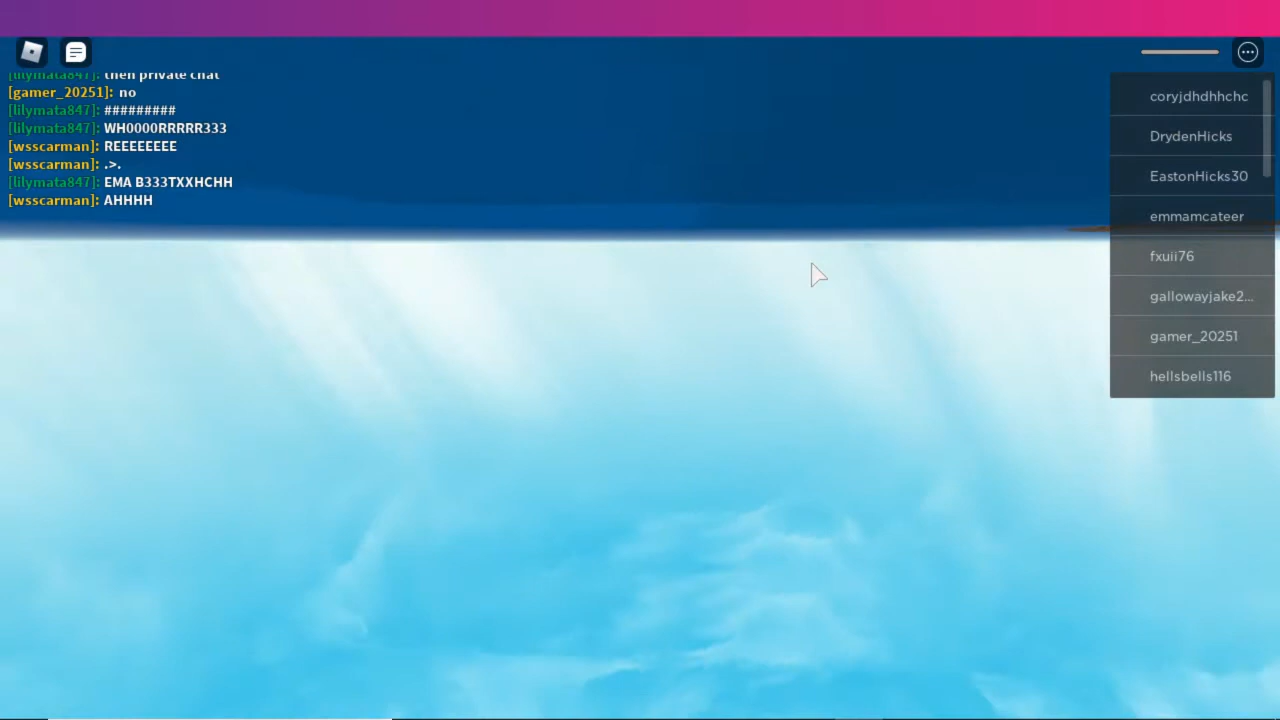 [lilymata847]: then private chat
[gamer_20251]: no
[lilymata847]: #########
[lilymata847]: WH0000RRRRR333
[wsscarman]: REEEEEEEE
[wsscarman]: .>.
[lilymata847]: EMA B333TXXHCHH
[wsscarman]: AHHHH
coryjdhdhhchc
DrydenHicks
EastonHicks30
emmamcateer
fxuii76
gallowayjake2...
gamer_20251
hellsbells116